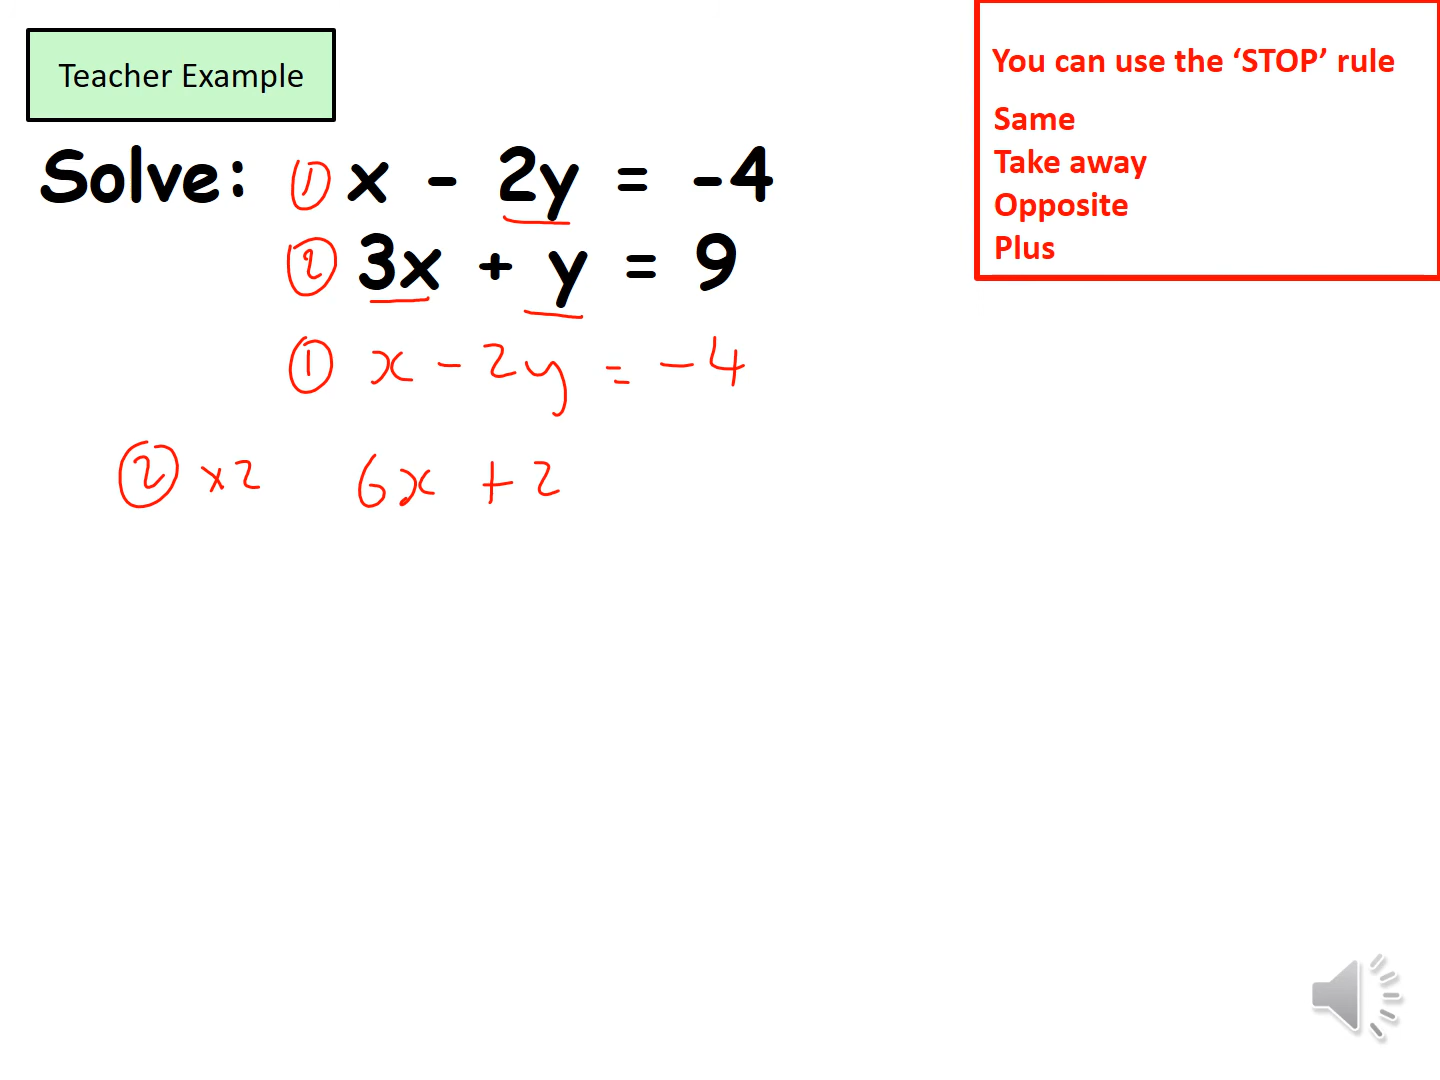 Teacher Example
You can use the ‘STOP’ rule
Same
Take away
Opposite
Plus
Solve: ① x - 2y = -4
② 3x + y = 9
① x - 2y = -4
② ×2 6x + 2